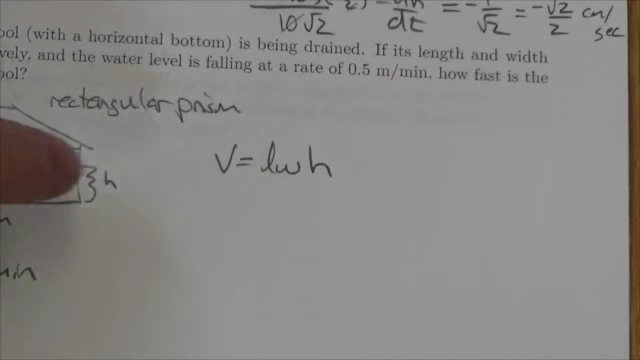 10√2 dt = -1/√2 = -√2/2 cm/sec
ool (with a horizontal bottom) is being drained. If its length and width
vely, and the water level is falling at a rate of 0.5 m/min, how fast is the
ool?
rectangular prism
V = lwh
h
min